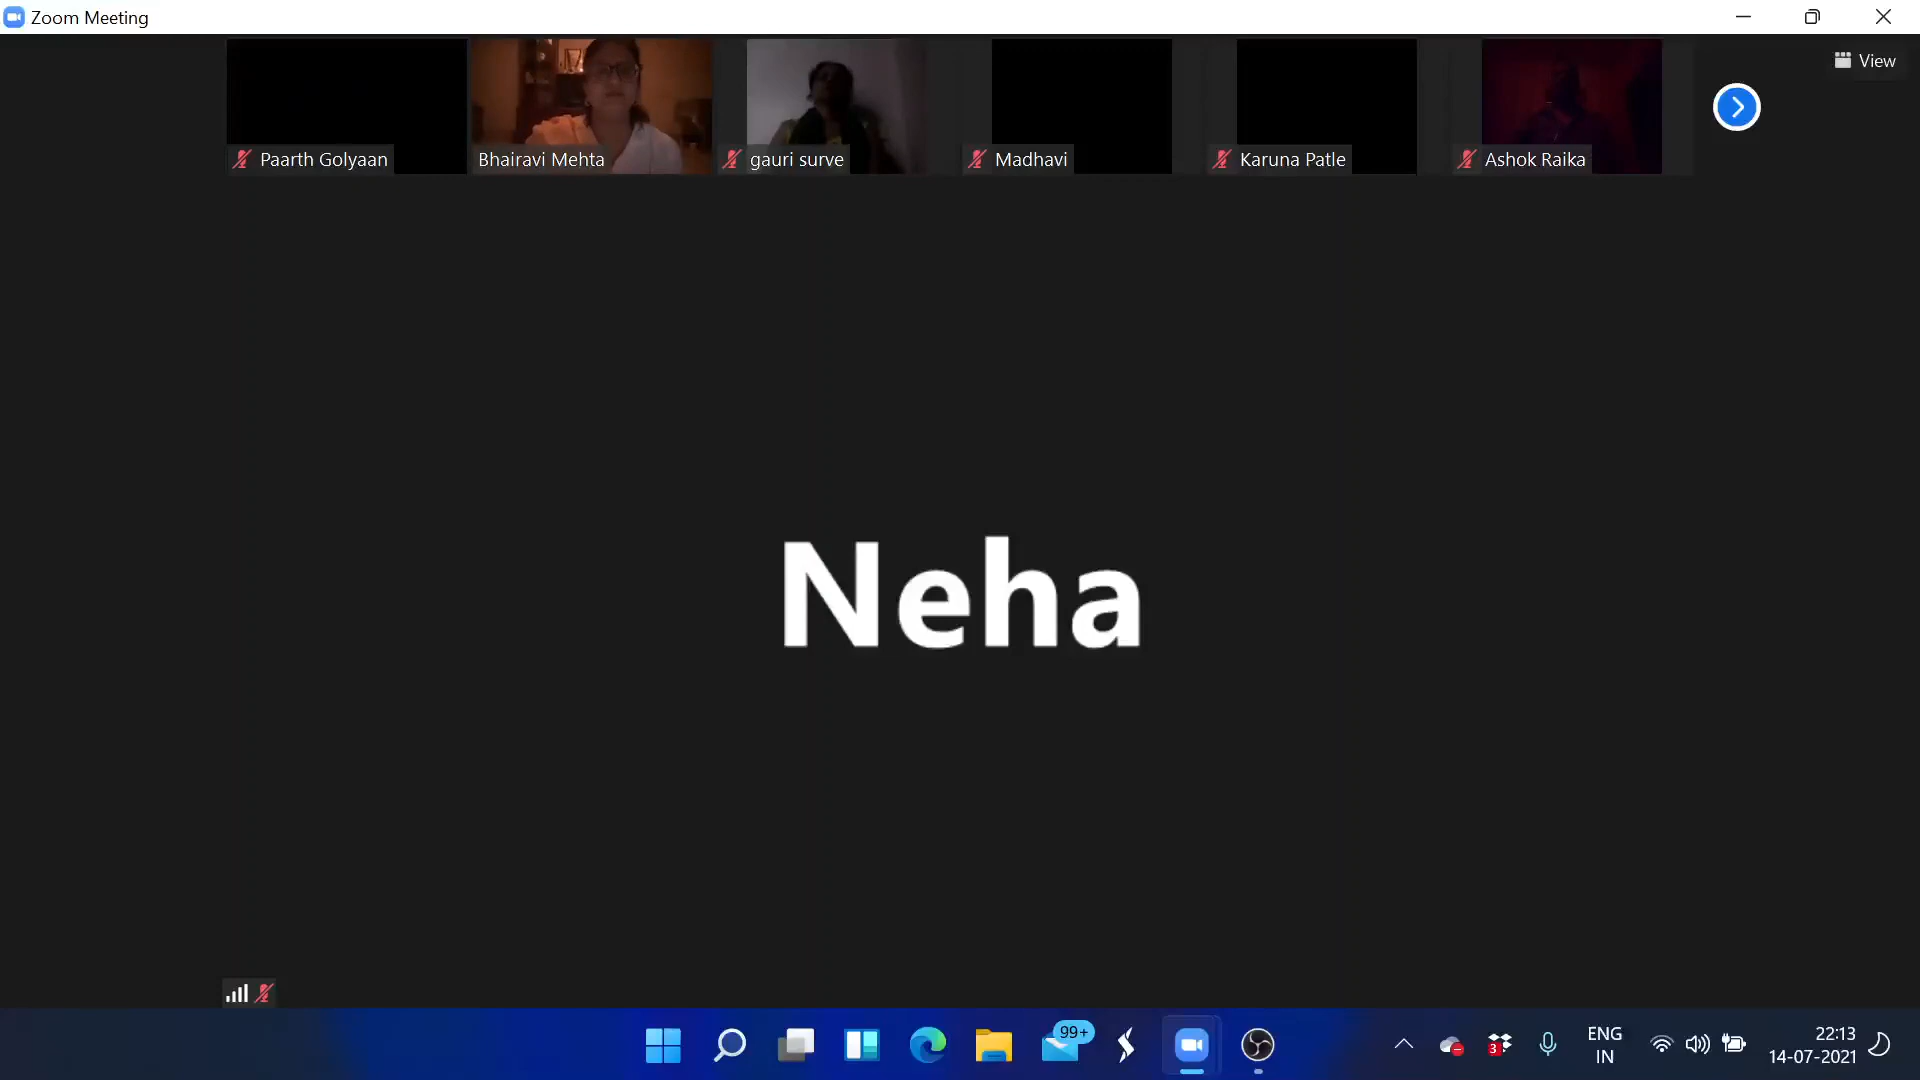 Zoom Meeting
View
Paarth Golyaan
Bhairavi Mehta
gauri surve
Madhavi
Karuna Patle
Ashok Raika
Neha
99+
3
ENG
IN
22:13
14-07-2021